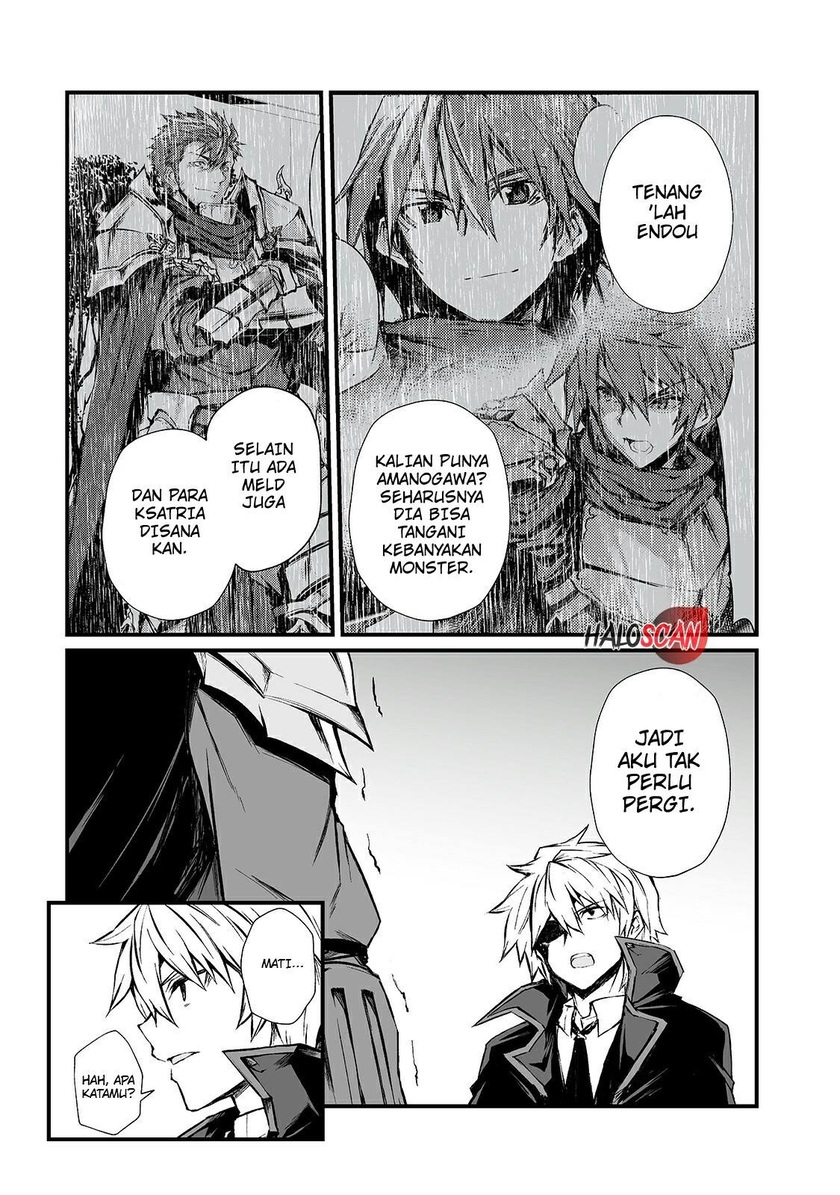 TENANG
'LAH
ENDOU
KALIAN PUNYA
AMANOGAWA?
SEHARUSNYA
DIA BISA
TANGANI
KEBANYAKAN
MONSTER.
SELAIN
ITU ADA
MELD
JUGA
DAN PARA
KSATRIA
DISANA
KAN.
HALOSCAN
JADI
AKU TAK
PERLU
PERGI.
MATI...
HAH, APA
KATAMU?